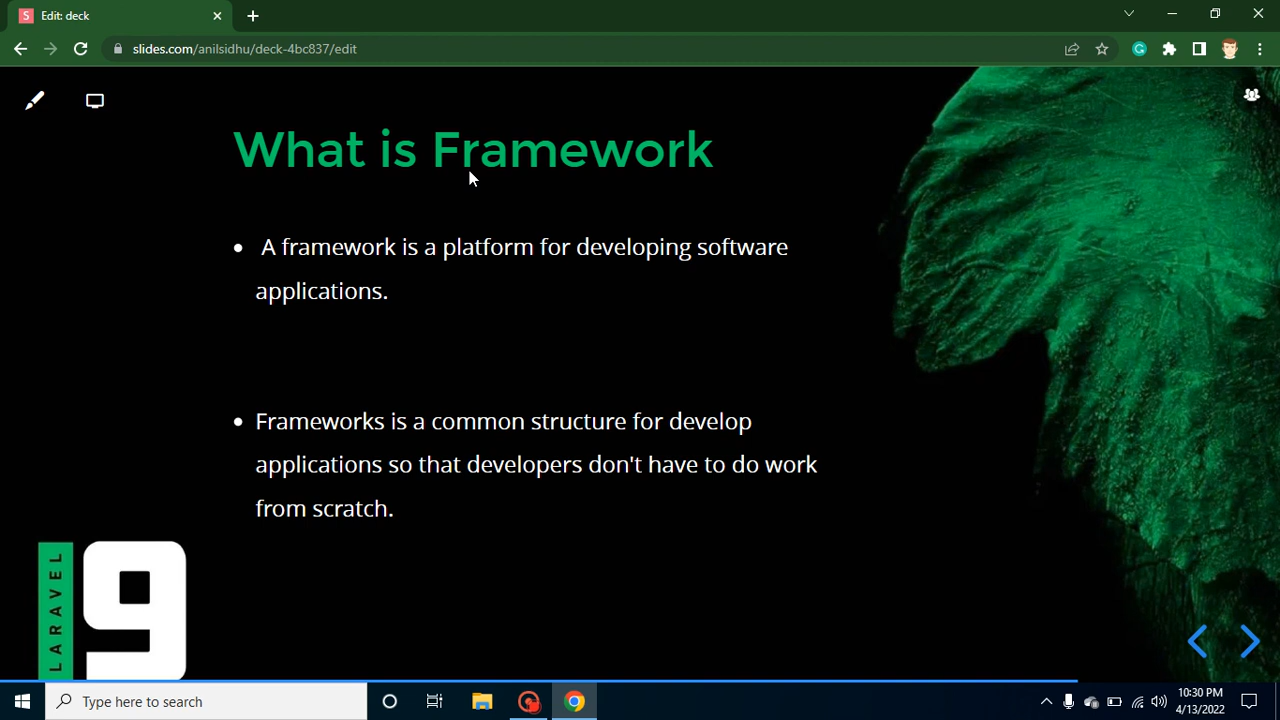 Edit: deck
slides.com/anilsidhu/deck-4bc837/edit
What is Framework
A framework is a platform for developing software
applications.
Frameworks is a common structure for develop
applications so that developers don't have to do work
from scratch.
LARAVEL
9
Type here to search
10:30 PM
4/13/2022